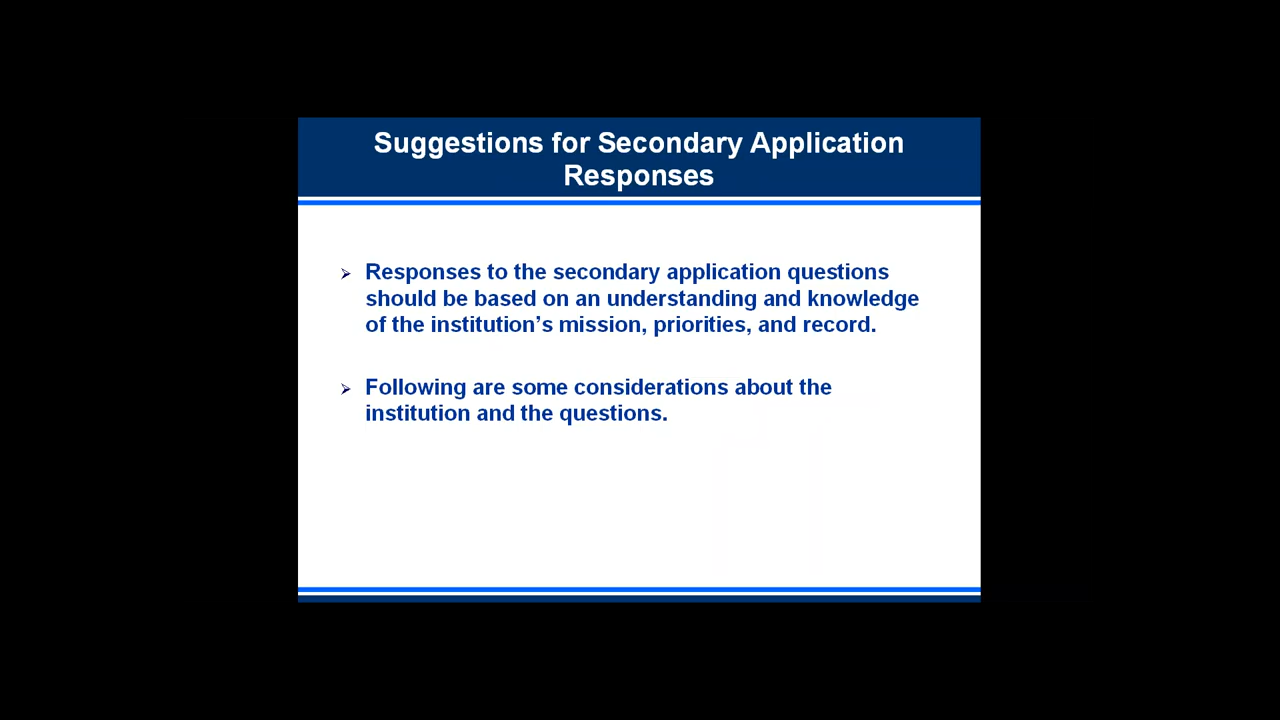 Suggestions for Secondary Application
Responses
➢ Responses to the secondary application questions
should be based on an understanding and knowledge
of the institution’s mission, priorities, and record.
➢ Following are some considerations about the
institution and the questions.